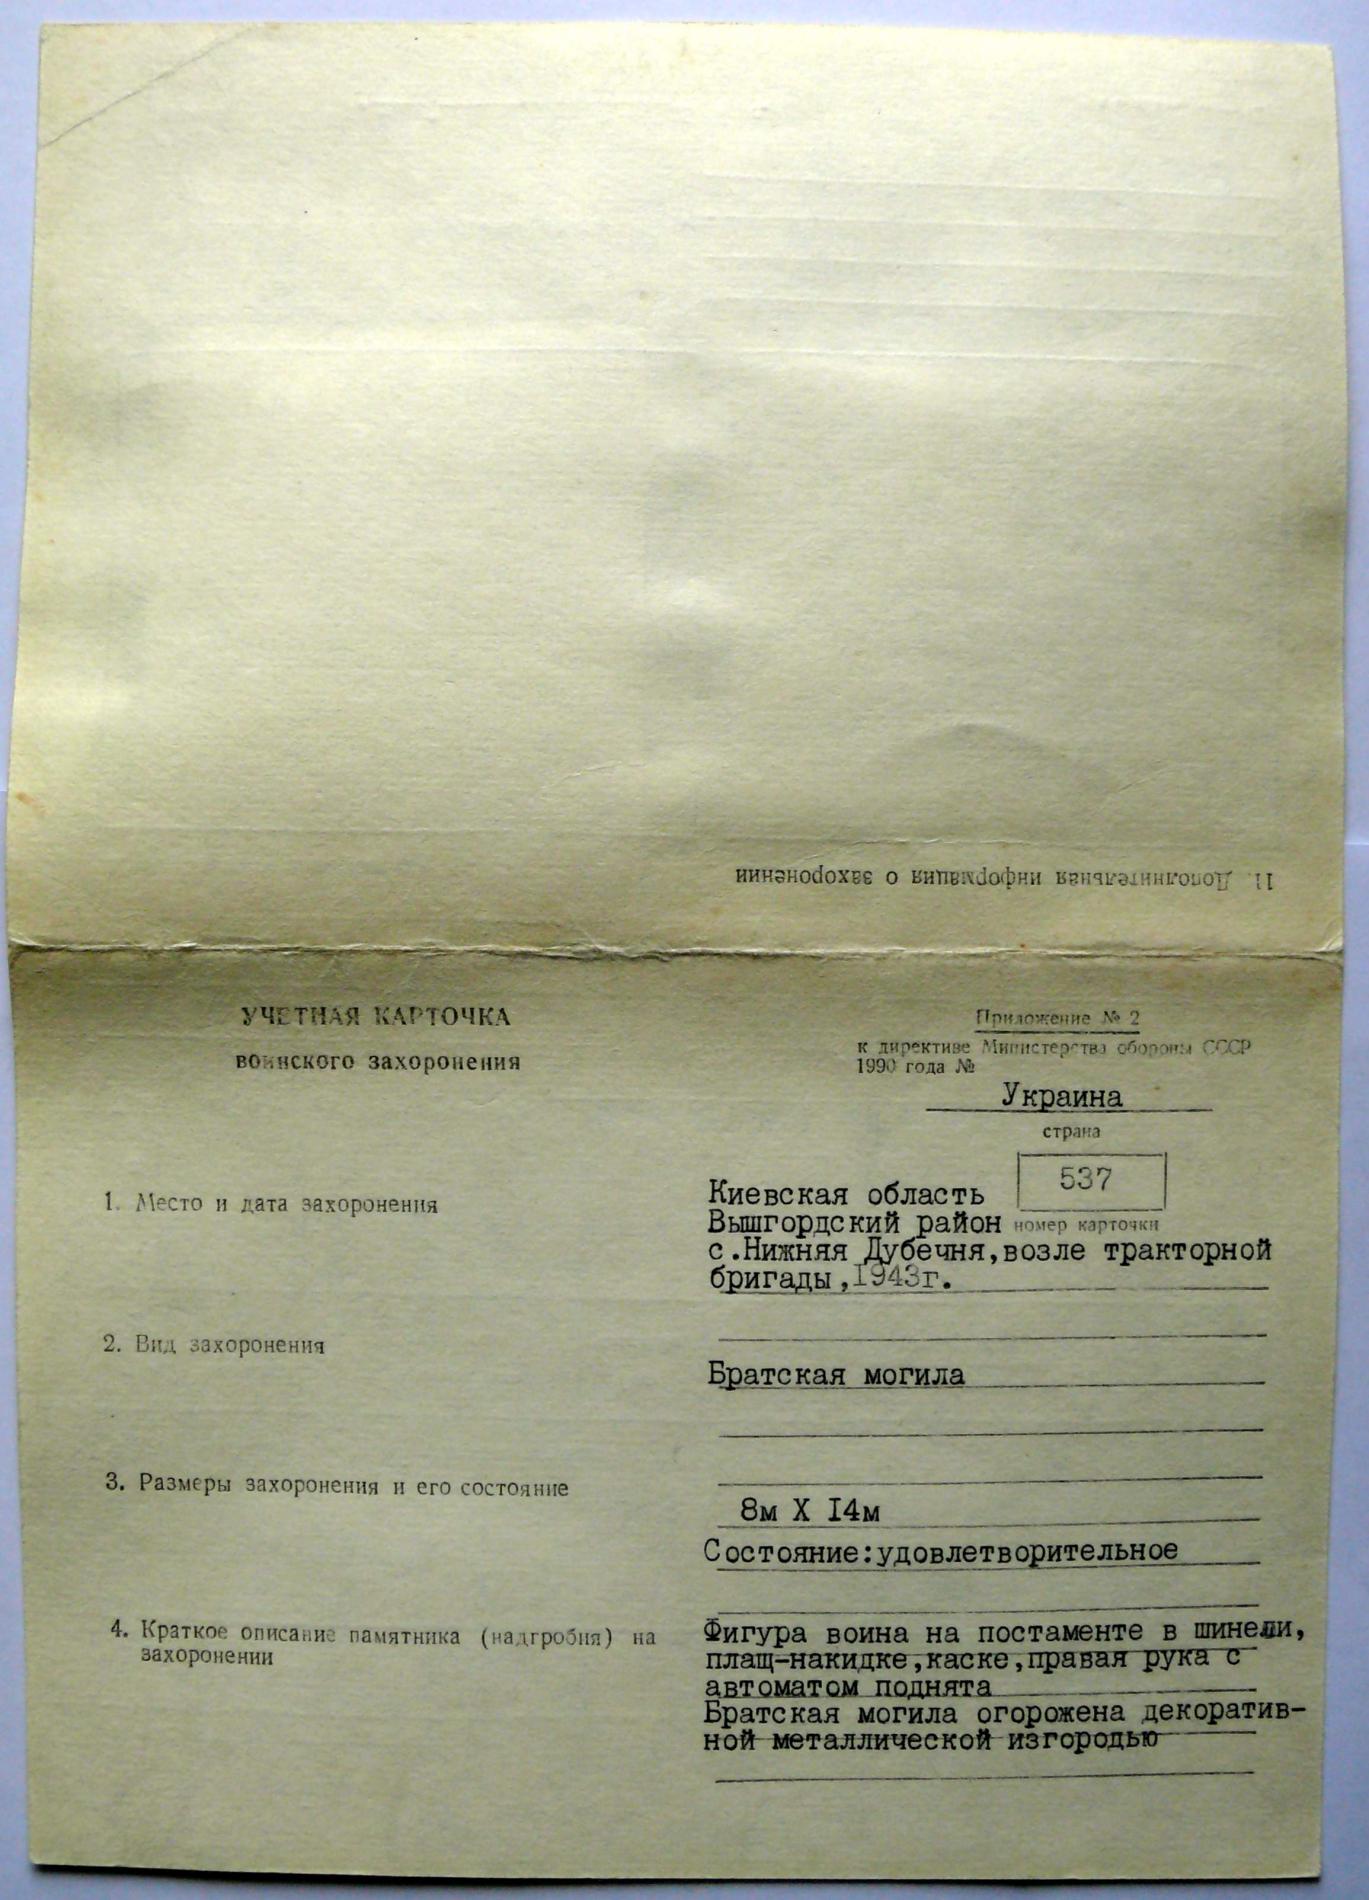 11. Дополнительная информация о захоронении
УЧЕТНАЯ КАРТОЧКА
воинского захоронения
Приложение № 2
к директиве Министерства обороны СССР
1990 года №
Украина
страна
537
номер карточки
1. Место и дата захоронения
Киевская область
Вышгордский район
с.Нижняя Дубечня,возле тракторной
бригады,1943г.
2. Вид захоронения
Братская могила
3. Размеры захоронения и его состояние
8м X I4м
Состояние:удовлетворительное
4. Краткое описание памятника (надгробия) на
захоронении
Фигура воина на постаменте в шинели,
плащ-накидке,каске,правая рука с
автоматом поднята
Братская могила огорожена декоратив-
ной металлической изгородью